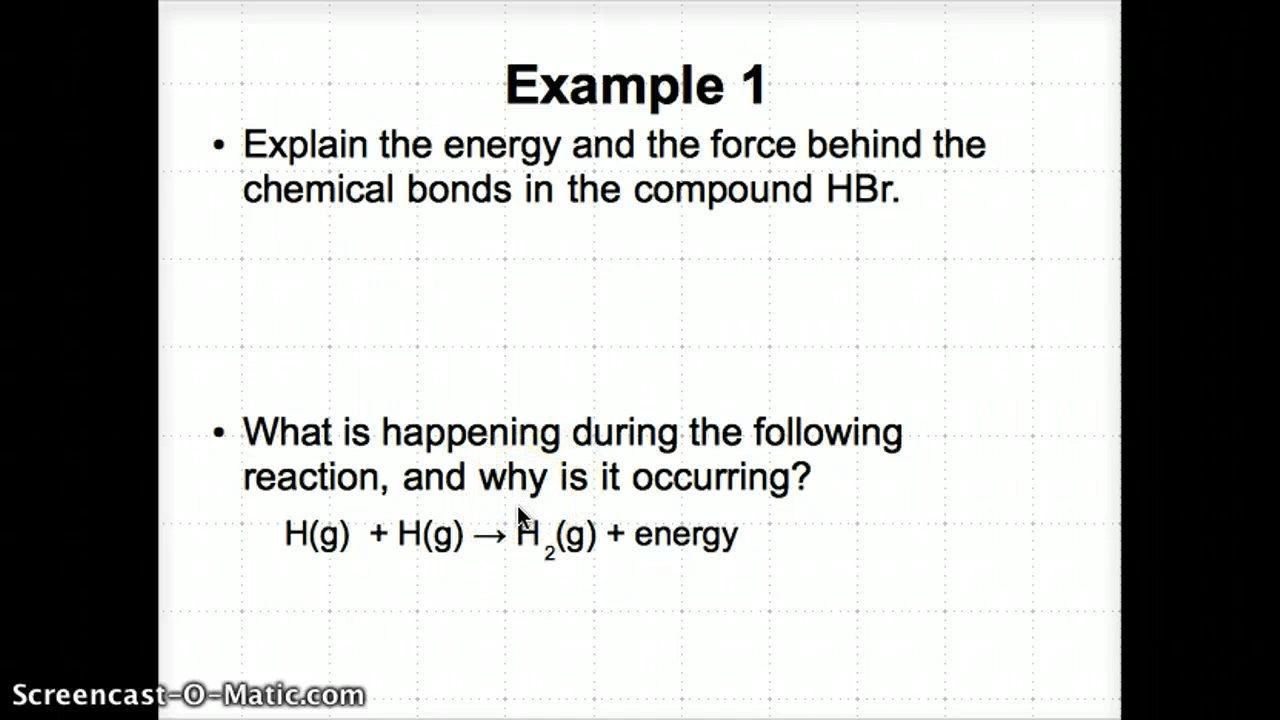 Example 1
• Explain the energy and the force behind the
chemical bonds in the compound HBr.
• What is happening during the following
reaction, and why is it occurring?
H(g) + H(g) → H₂(g) + energy
Screencast-O-Matic.com